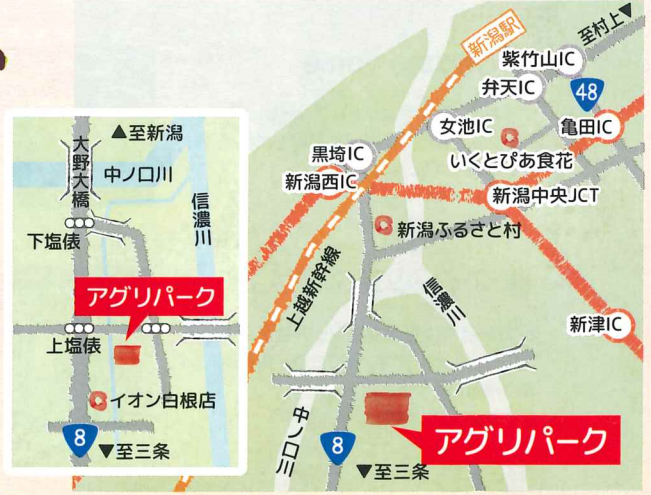 新潟駅
至村上▼
紫竹山IC
弁天IC
48
女池IC
亀田IC
いくとぴあ食花
黒埼IC
新潟西IC
新潟中央JCT
新潟ふるさと村
上越新幹線
信濃川
新津IC
中ノ口川
アグリパーク
8
▼至三条
▲至新潟
大野大橋
中ノ口川
信濃川
下塩俵
アグリパーク
上塩俵
イオン白根店
8
▼至三条